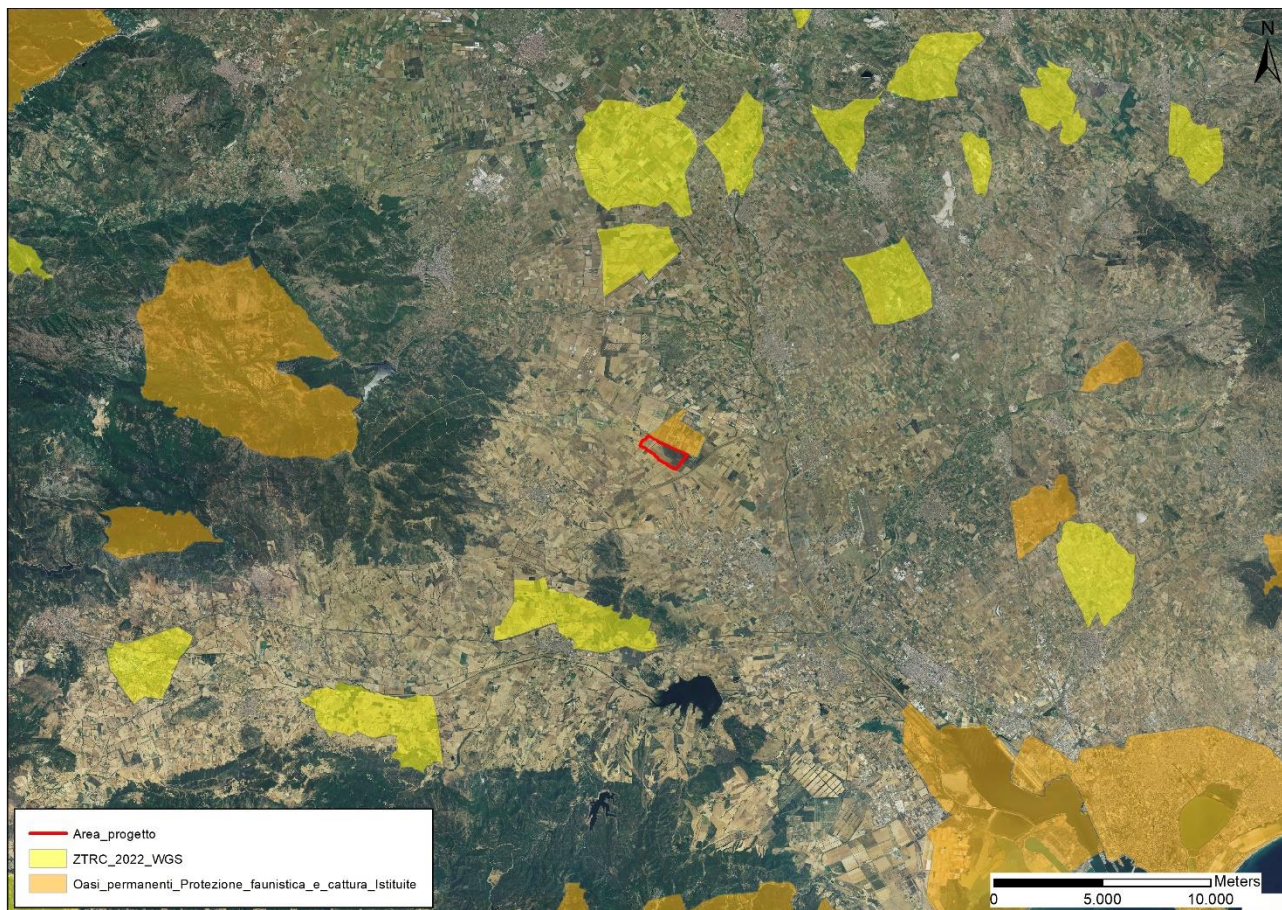 N
Area_progetto
ZTRC_2022_WGS
Oasi_permanenti_Protezione_faunistica_e_cattura_Istituite
Meters
0 5.000 10.000